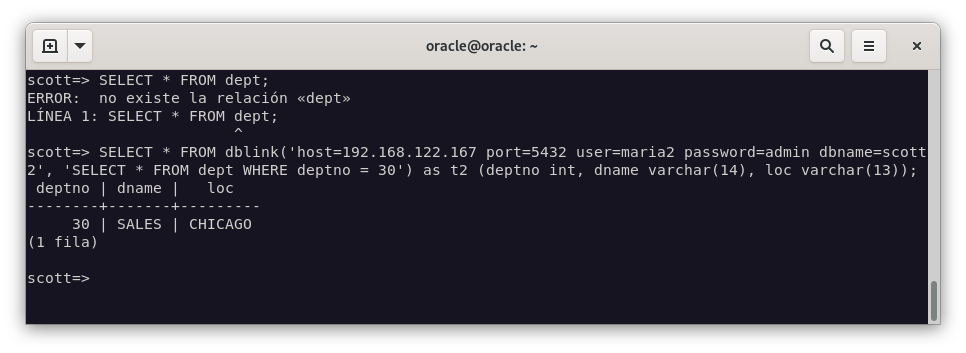 oracle@oracle: ~
scott=> SELECT * FROM dept;
ERROR:  no existe la relación «dept»
LÍNEA 1: SELECT * FROM dept;
                       ^
scott=> SELECT * FROM dblink('host=192.168.122.167 port=5432 user=maria2 password=admin dbname=scott
2', 'SELECT * FROM dept WHERE deptno = 30') as t2 (deptno int, dname varchar(14), loc varchar(13));
 deptno | dname |   loc
--------+-------+---------
     30 | SALES | CHICAGO
(1 fila)
scott=>